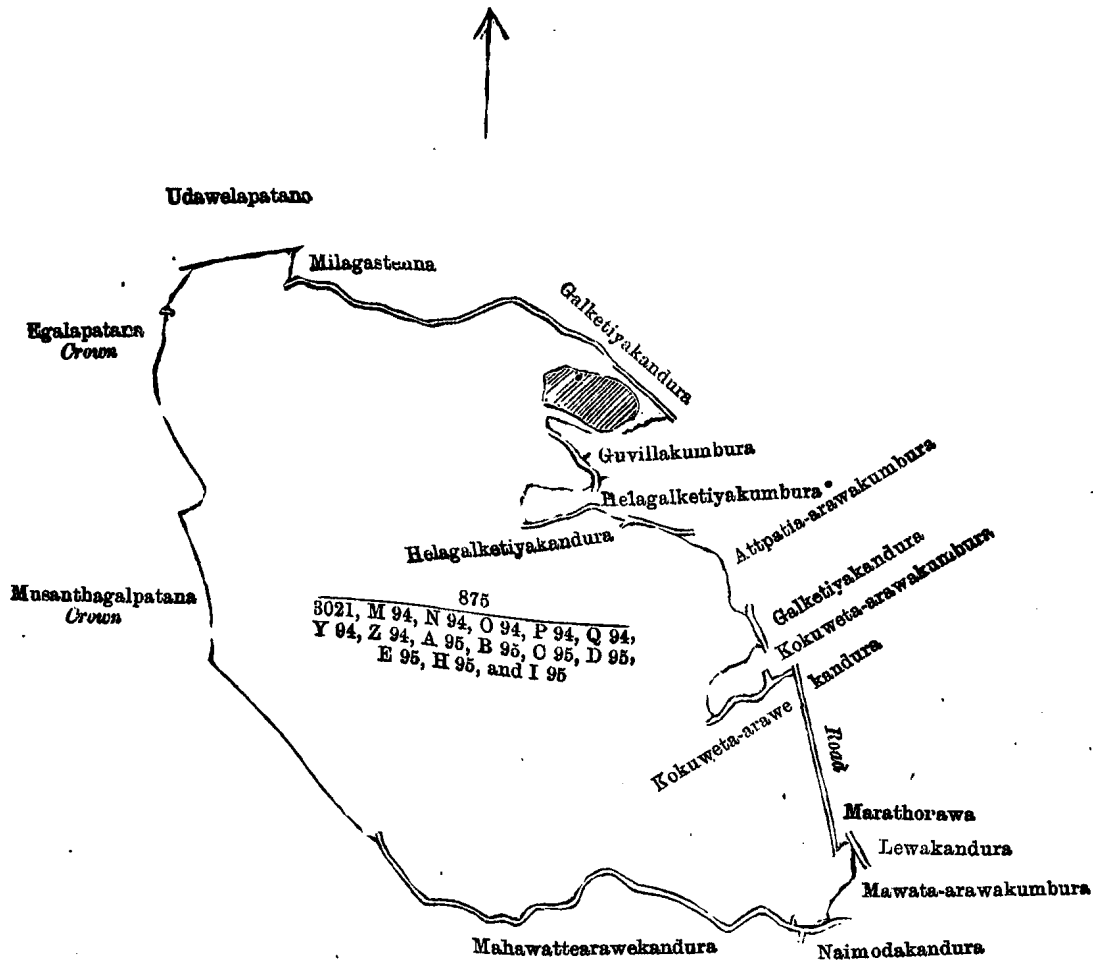 Udawelapatano
Milagastenna
Galketiyakandura
Egalapatana
Crown
Guvillakumbura
Helagalketiyakumbura
Attpatia-arawakumbura
Helagalketiyakandura
Galketiyakandura
Kokuweta-arawakumbura
Musanthagalpatana
Crown
875
3021, M 94, N 94, O 94, P 94, Q 94,
Y 94, Z 94, A 95, B 95, C 95, D 95,
E 95, H 95, and I 95
Kokuweta-arawe kandura
Road
Marathorawa
Lewakandura
Mawata-arawakumbura
Mahawattearawekandura
Naimodakandura